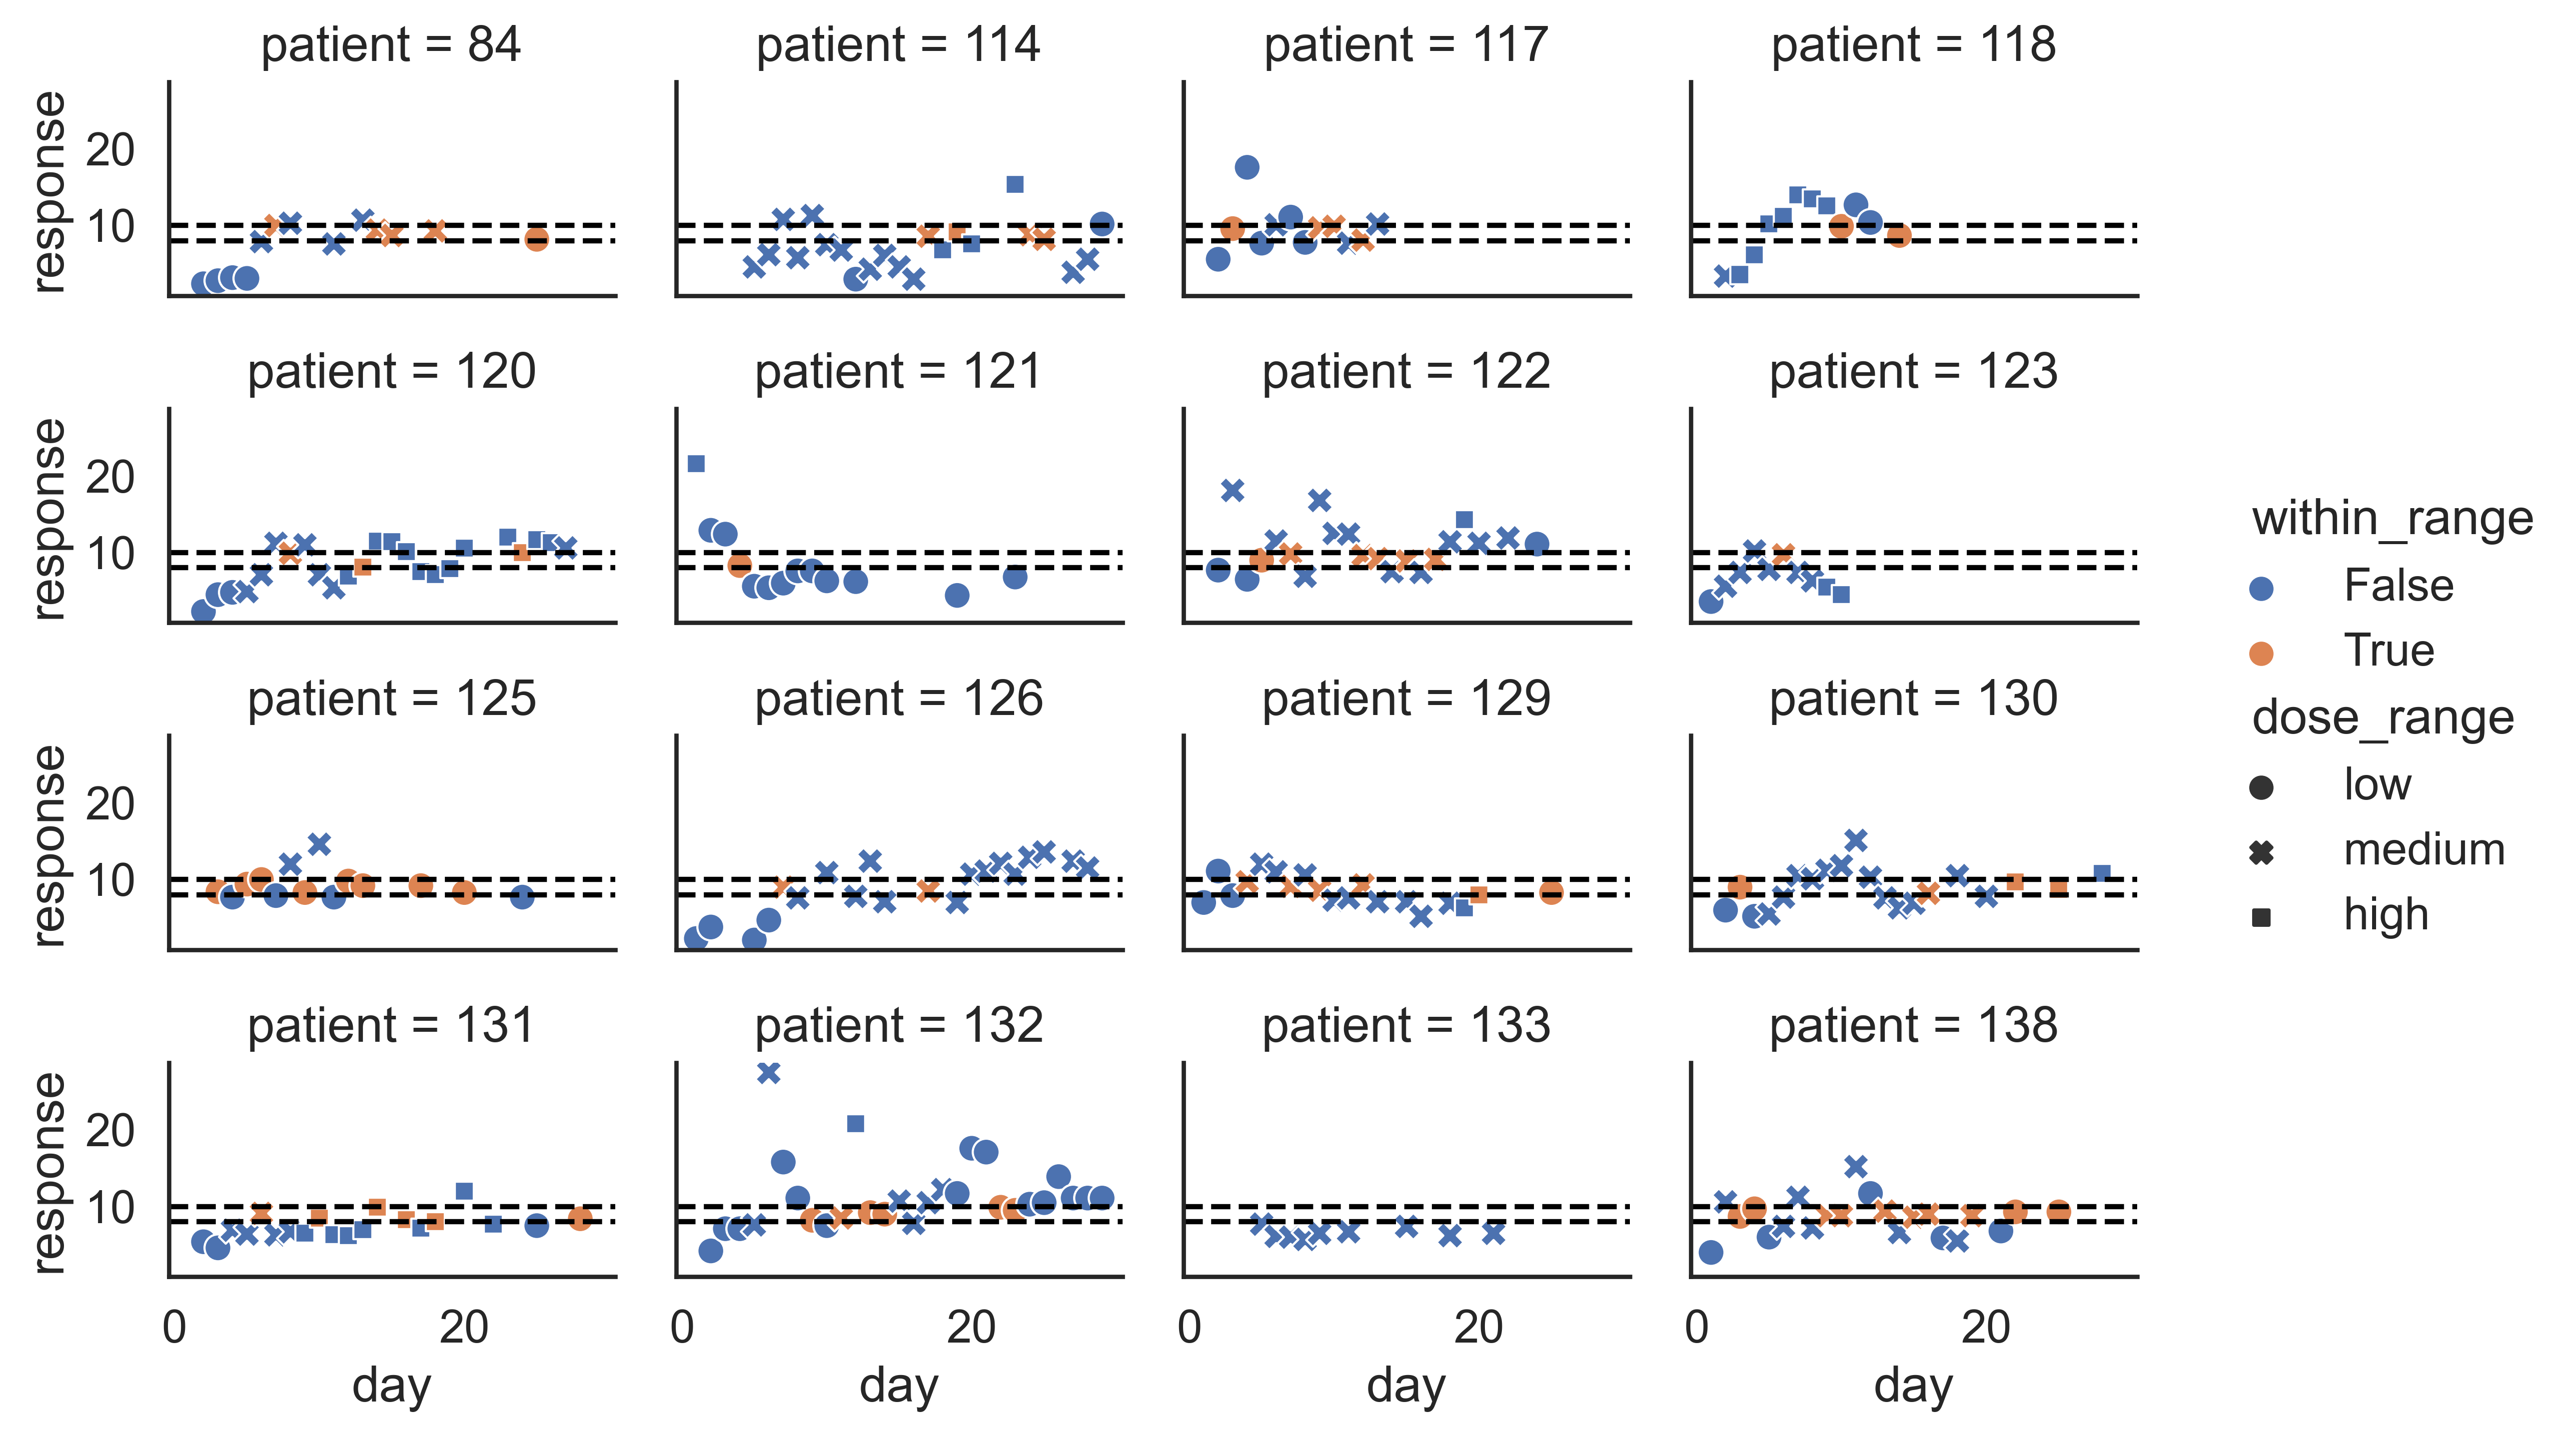 patient = 84
patient = 114
patient = 117
patient = 118
response
20
10
patient = 120
patient = 121
patient = 122
patient = 123
response
20
10
within_range
False
True
dose_range
low
medium
high
patient = 125
patient = 126
patient = 129
patient = 130
response
20
10
patient = 131
patient = 132
patient = 133
patient = 138
response
20
10
0 20
0 20
0 20
0 20
day
day
day
day